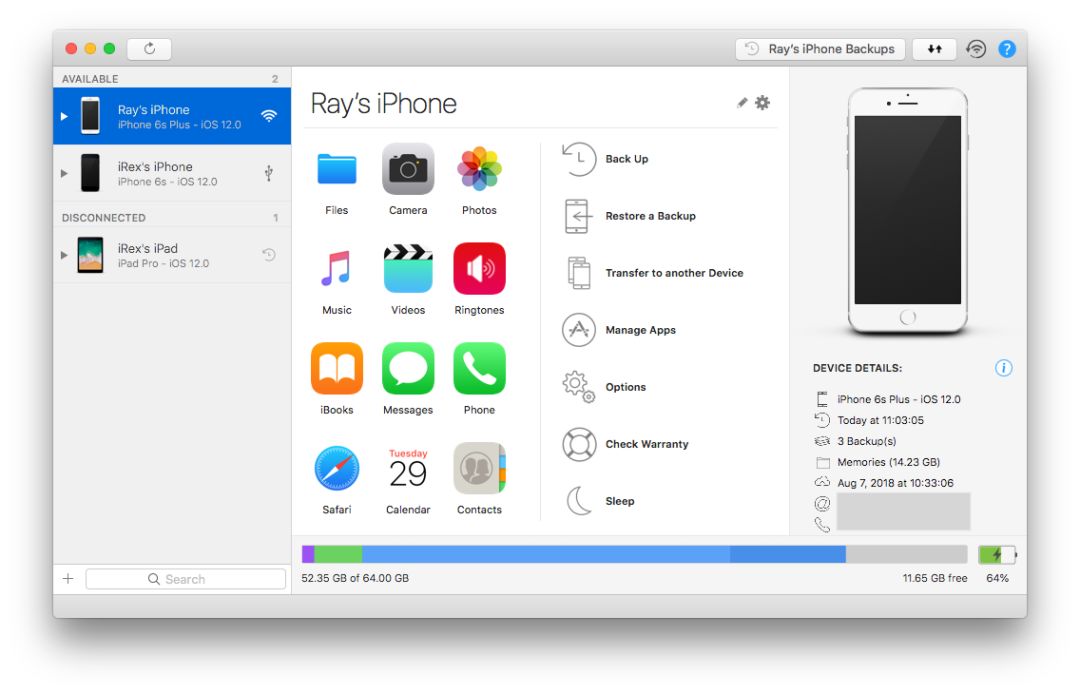 Ray's iPhone Backups
?
AVAILABLE 2
Ray's iPhone
iPhone 6s Plus - iOS 12.0
iRex's iPhone
iPhone 6s - iOS 12.0
DISCONNECTED 1
iRex's iPad
iPad Pro - iOS 12.0
+ Search
Ray's iPhone
Files Camera Photos
Music Videos Ringtones
iBooks Messages Phone
Tuesday
29
Safari Calendar Contacts
Back Up
Restore a Backup
Transfer to another Device
Manage Apps
Options
Check Warranty
Sleep
DEVICE DETAILS: i
iPhone 6s Plus - iOS 12.0
Today at 11:03:05
3 Backup(s)
Memories (14.23 GB)
Aug 7, 2018 at 10:33:06
@
52.35 GB of 64.00 GB 11.65 GB free 64%